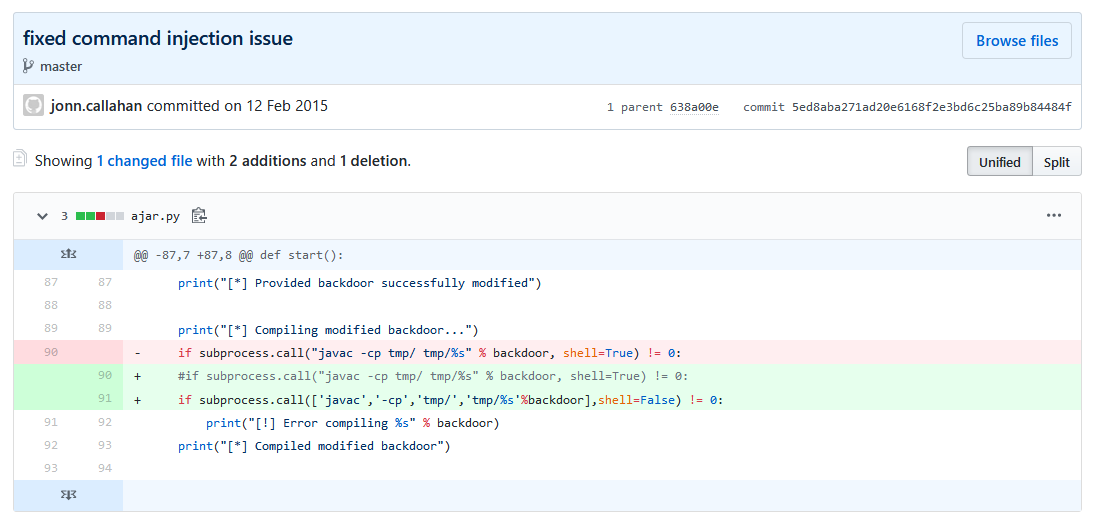 fixed command injection issue
Browse files
master
jonn.callahan committed on 12 Feb 2015
1 parent 638a00e commit 5ed8aba271ad20e6168f2e3bd6c25ba89b84484f
Showing 1 changed file with 2 additions and 1 deletion.
Unified Split
3 ajar.py
@@ -87,7 +87,8 @@ def start():
87 87 print("[*] Provided backdoor successfully modified")
88 88
89 89 print("[*] Compiling modified backdoor...")
90 - if subprocess.call("javac -cp tmp/ tmp/%s" % backdoor, shell=True) != 0:
90 + #if subprocess.call("javac -cp tmp/ tmp/%s" % backdoor, shell=True) != 0:
91 + if subprocess.call(['javac','-cp','tmp/','tmp/%s'%backdoor],shell=False) != 0:
91 92 print("[!] Error compiling %s" % backdoor)
92 93 print("[*] Compiled modified backdoor")
93 94